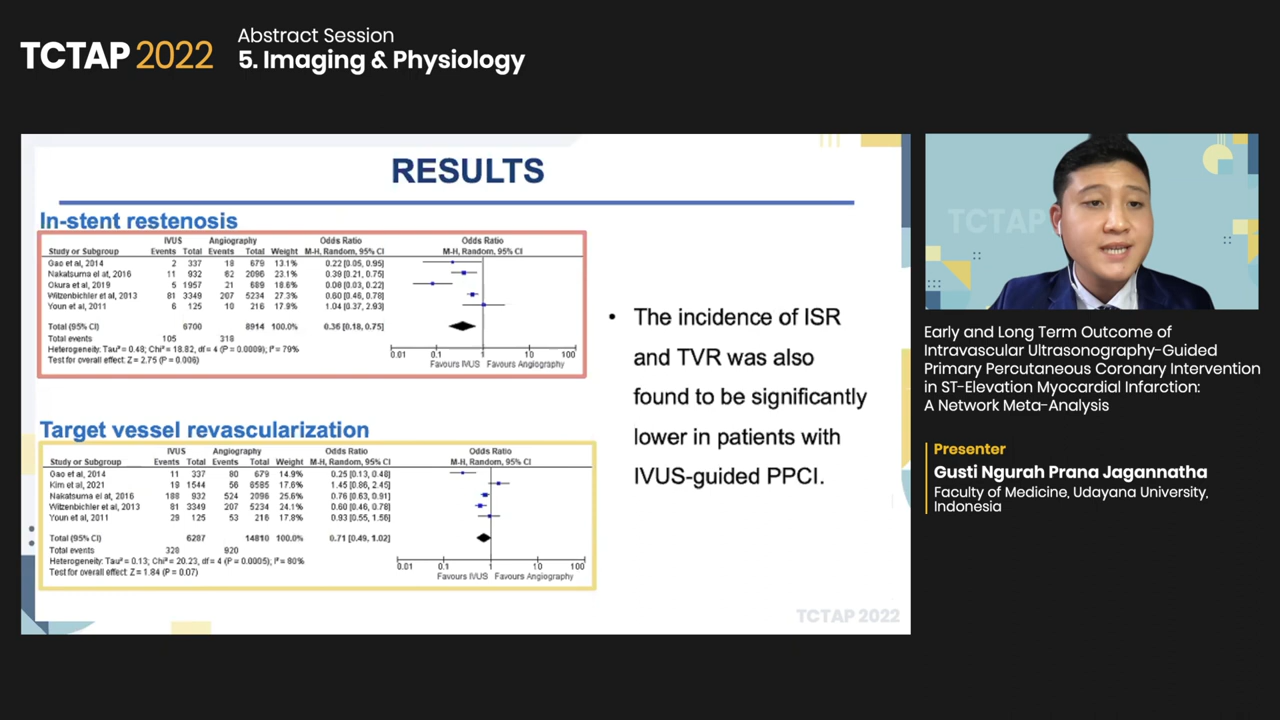 TCTAP 2022
Abstract Session
5. Imaging & Physiology
RESULTS
In-stent restenosis
IVUS Angiography Odds Ratio Odds Ratio
Study or Subgroup Events Total Events Total Weight M-H, Random, 95% CI M-H, Random, 95% CI
Gao et al, 2014 2 337 18 679 13.1% 0.22 [0.05, 0.95]
Nakatsuma el at, 2016 11 932 62 2096 23.1% 0.39 [0.21, 0.75]
Okura et al, 2019 5 1957 21 689 18.6% 0.08 [0.03, 0.22]
Witzenbichler et al, 2013 81 3349 207 5234 27.3% 0.60 [0.46, 0.78]
Youn et al, 2011 6 125 10 216 17.9% 1.04 [0.37, 2.93]
Total (95% CI) 6700 8914 100.0% 0.36 [0.18, 0.75]
Total events 105 318
Heterogeneity: Tau² = 0.48; Chi² = 18.82, df = 4 (P = 0.0009); I² = 79%
Test for overall effect: Z = 2.75 (P = 0.006)
0.01 0.1 1 10 100
Favours IVUS Favours Angiography
Target vessel revascularization
IVUS Angiography Odds Ratio Odds Ratio
Study or Subgroup Events Total Events Total Weight M-H, Random, 95% CI M-H, Random, 95% CI
Gao et al, 2014 11 337 80 679 14.9% 0.25 [0.13, 0.48]
Kim et al, 2021 19 1544 56 6585 17.6% 1.45 [0.86, 2.45]
Nakatsuma el at, 2016 188 932 524 2096 25.6% 0.76 [0.63, 0.91]
Witzenbichler et al, 2013 81 3349 207 5234 24.1% 0.60 [0.46, 0.78]
Youn et al, 2011 29 125 53 216 17.8% 0.93 [0.55, 1.56]
Total (95% CI) 6287 14810 100.0% 0.71 [0.49, 1.02]
Total events 328 920
Heterogeneity: Tau² = 0.13; Chi² = 20.23, df = 4 (P = 0.0005); I² = 80%
Test for overall effect: Z = 1.84 (P = 0.07)
0.01 0.1 1 10 100
Favours IVUS Favours Angiography
• The incidence of ISR
and TVR was also
found to be significantly
lower in patients with
IVUS-guided PPCI.
TCTAP 2022
TCTAP
Early and Long Term Outcome of
Intravascular Ultrasonography-Guided
Primary Percutaneous Coronary Intervention
in ST-Elevation Myocardial Infarction:
A Network Meta-Analysis
Presenter
Gusti Ngurah Prana Jagannatha
Faculty of Medicine, Udayana University,
Indonesia